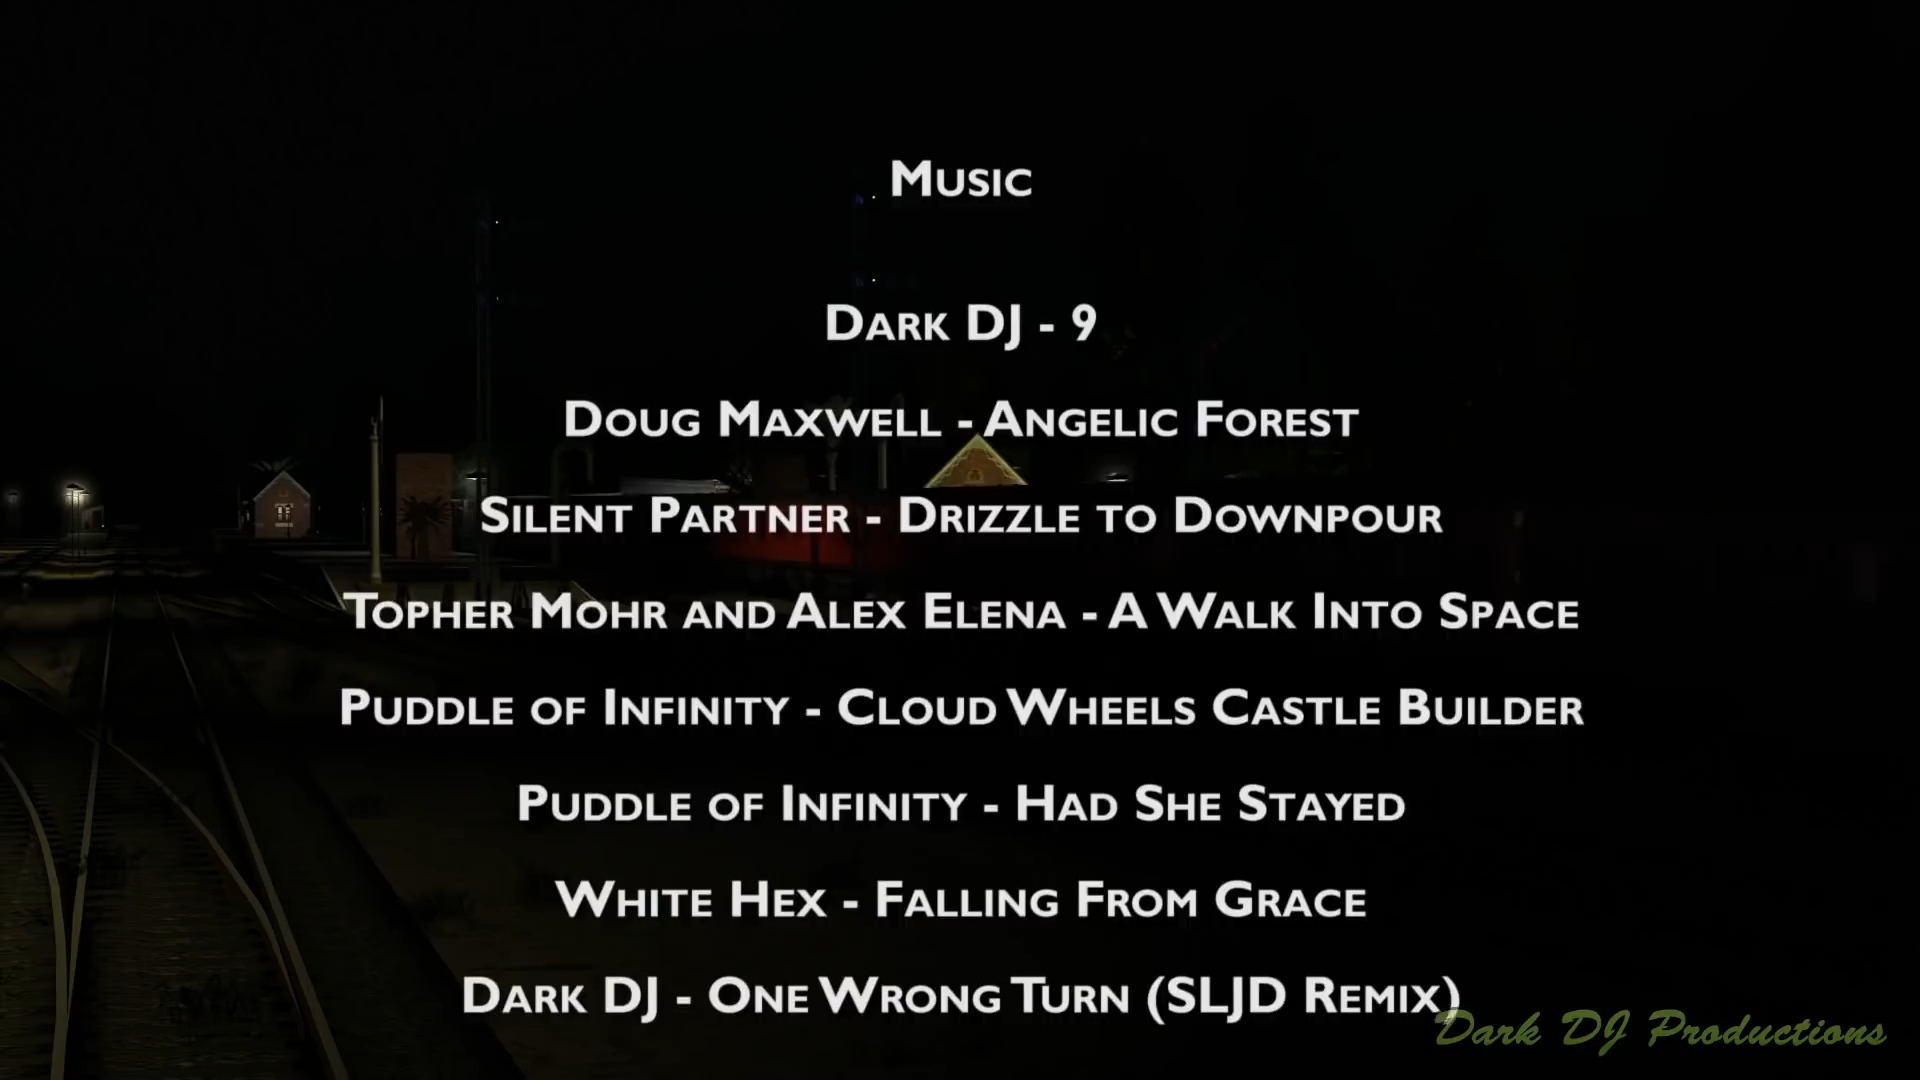 Music
Dark DJ - 9
Doug Maxwell - Angelic Forest
Silent Partner - Drizzle to Downpour
Topher Mohr and Alex Elena - A Walk Into Space
Puddle of Infinity - Cloud Wheels Castle Builder
Puddle of Infinity - Had She Stayed
White Hex - Falling From Grace
Dark DJ - One Wrong Turn (SLJD Remix)
Dark DJ Productions